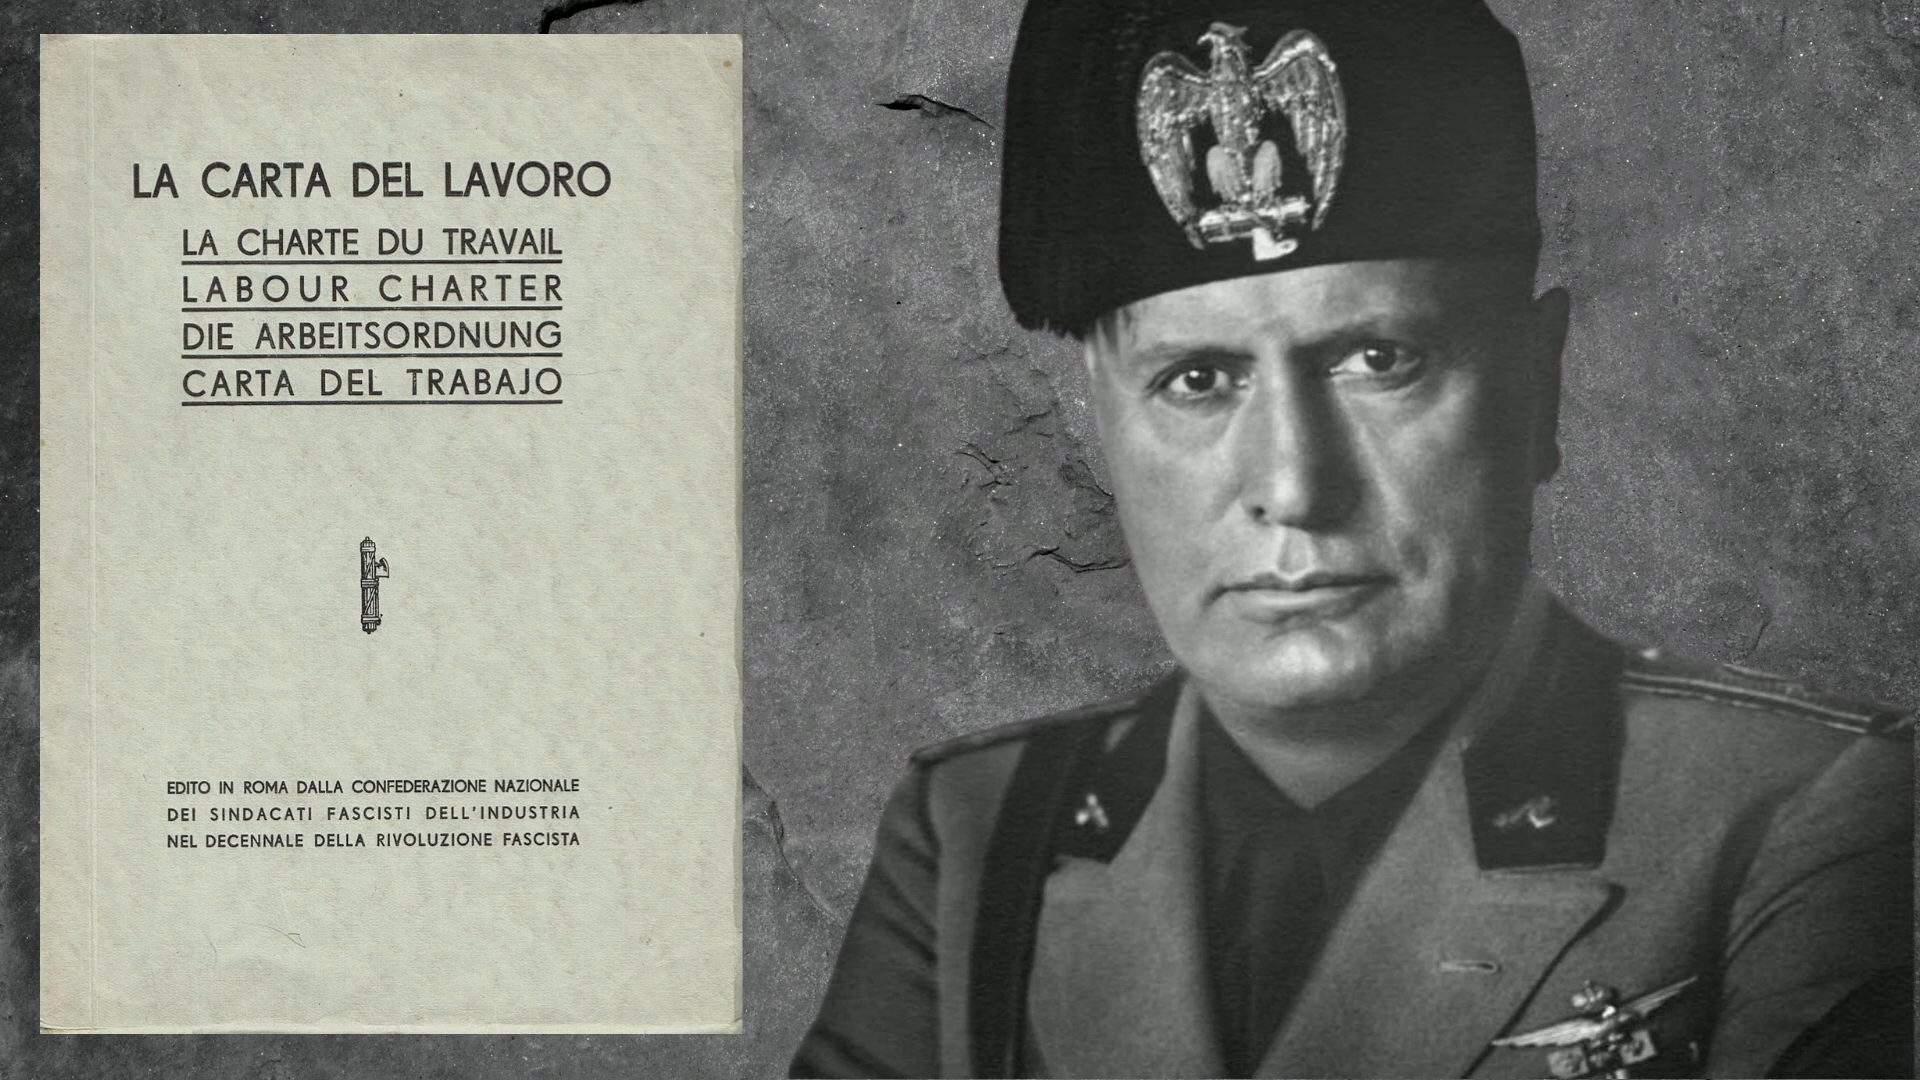 LA CARTA DEL LAVORO
LA CHARTE DU TRAVAIL
LABOUR CHARTER
DIE ARBEITSORDNUNG
CARTA DEL TRABAJO
EDITO IN ROMA DALLA CONFEDERAZIONE NAZIONALE
DEI SINDACATI FASCISTI DELL'INDUSTRIA
NEL DECENNALE DELLA RIVOLUZIONE FASCISTA